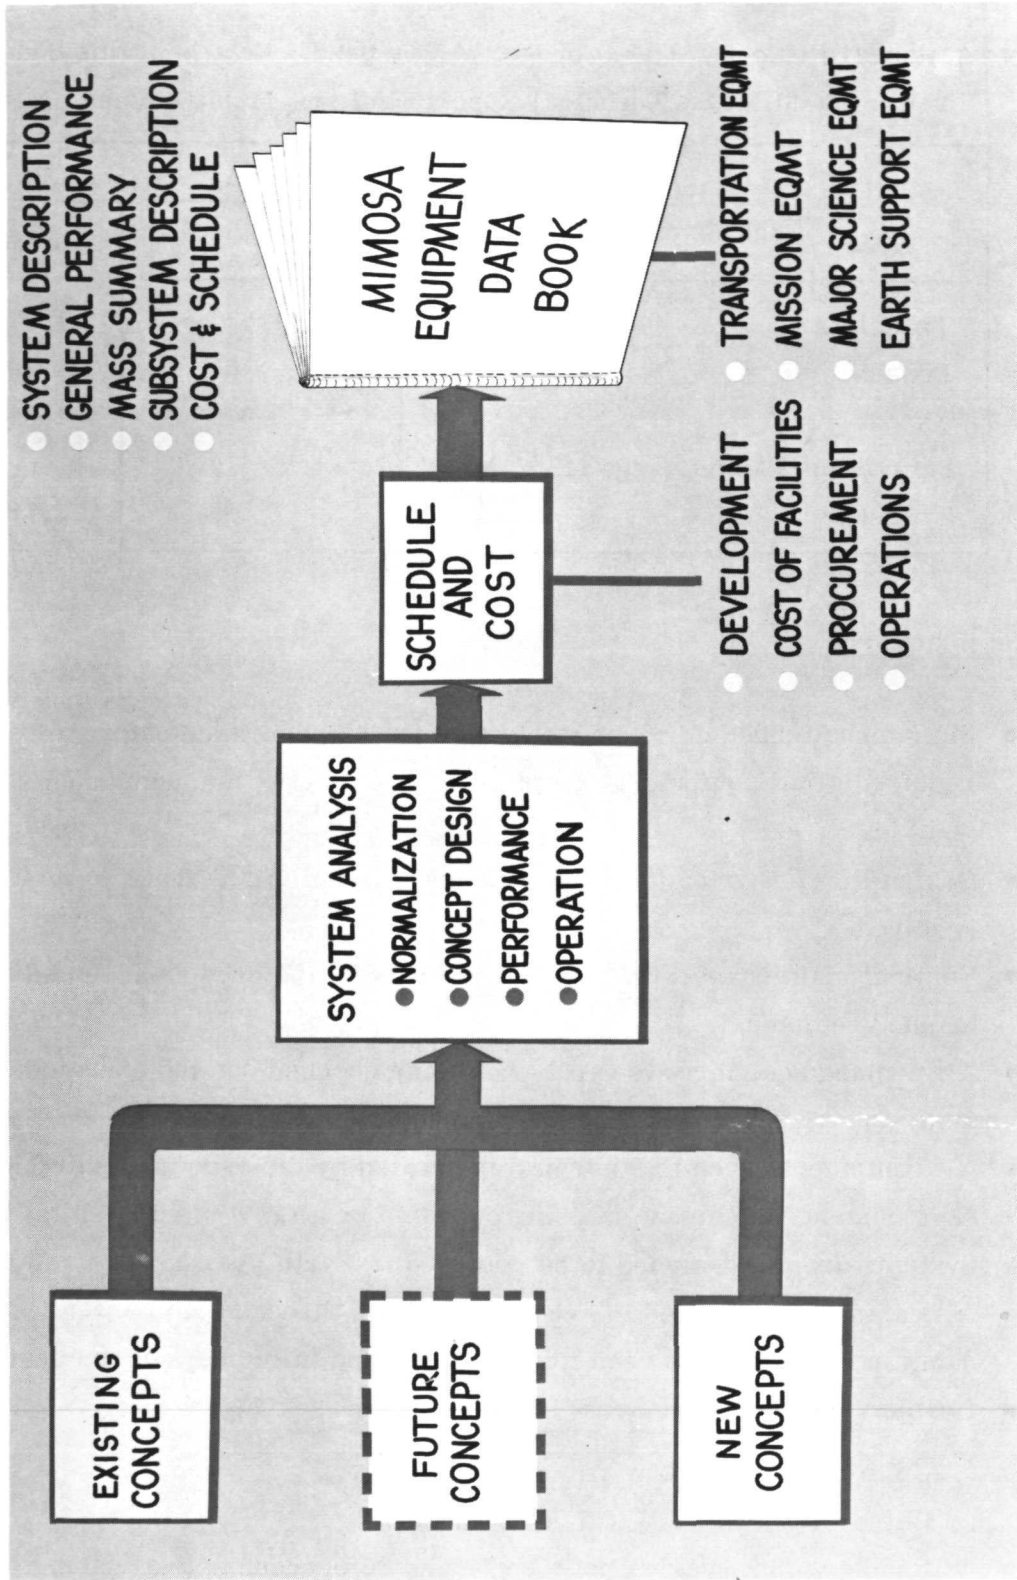 EXISTING
CONCEPTS
FUTURE
CONCEPTS
NEW
CONCEPTS
SYSTEM ANALYSIS
NORMALIZATION
CONCEPT DESIGN
PERFORMANCE
OPERATION
SCHEDULE
AND
COST
DEVELOPMENT
COST OF FACILITIES
PROCUREMENT
OPERATIONS
SYSTEM DESCRIPTION
GENERAL PERFORMANCE
MASS SUMMARY
SUBSYSTEM DESCRIPTION
COST & SCHEDULE
MIMOSA
EQUIPMENT
DATA
BOOK
TRANSPORTATION EQMT
MISSION EQMT
MAJOR SCIENCE EQMT
EARTH SUPPORT EQMT